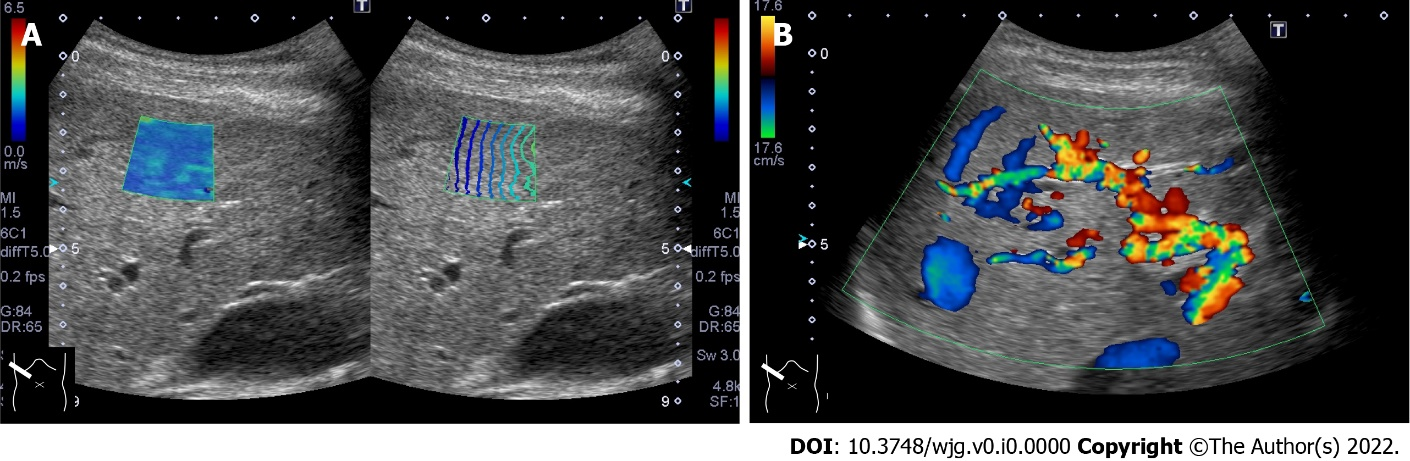 6.5
A
T
T
17.6
B
T
0
0
0
0.0
m/s
17.6
cm/s
MI
1.5
6C1
diffT5.0
0.2 fps
G:84
DR:65
5
5
MI
1.5
6C1
diffT5.0
0.2 fps
G:84
DR:65
Sw 3.0
4.8k
SF:1
5
9
9
DOI: 10.3748/wjg.v0.i0.0000 Copyright ©The Author(s) 2022.